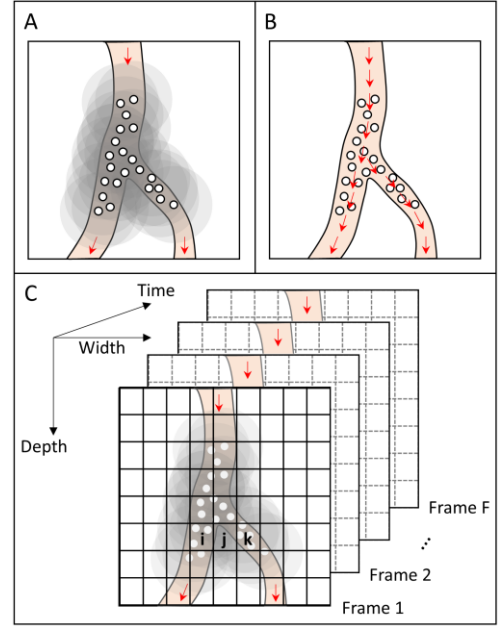 A
B
C
Time
Width
Depth
i j k
Frame F
Frame 2
Frame 1